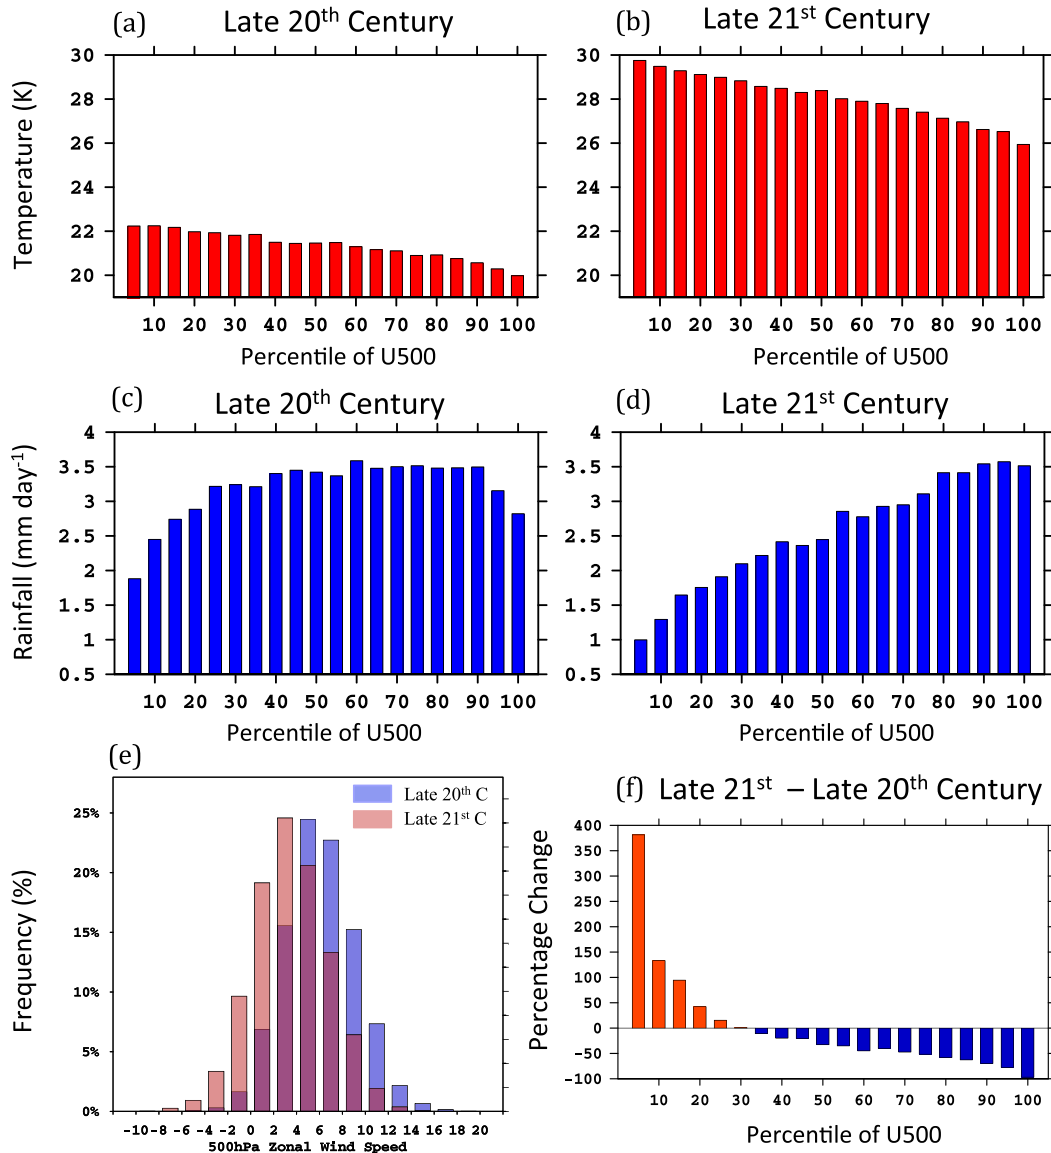 (a) Late 20th Century
(b) Late 21st Century
Temperature (K)
30
28
26
24
22
20
10 20 30 40 50 60 70 80 90 100
Percentile of U500
30
28
26
24
22
20
10 20 30 40 50 60 70 80 90 100
Percentile of U500
(c) Late 20th Century
(d) Late 21st Century
Rainfall (mm day-1)
4
3.5
3
2.5
2
1.5
1
0.5
10 20 30 40 50 60 70 80 90 100
Percentile of U500
4
3.5
3
2.5
2
1.5
1
0.5
10 20 30 40 50 60 70 80 90 100
Percentile of U500
(e)
Late 20th C
Late 21st C
Frequency (%)
25%
20%
15%
10%
5%
0%
-10 -8 -6 -4 -2 0 2 4 6 8 10 12 14 16 18 20
500hPa Zonal Wind Speed
(f) Late 21st – Late 20th Century
Percentage Change
400
350
300
250
200
150
100
50
0
-50
-100
10 20 30 40 50 60 70 80 90 100
Percentile of U500